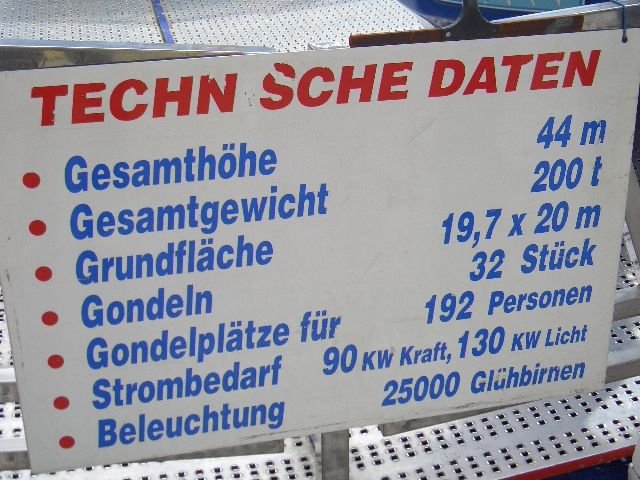 TECHN SCHE DATEN
• Gesamthöhe 44 m
• Gesamtgewicht 200 t
• Grundfläche 19,7 x 20 m
• Gondeln 32 Stück
• Gondelplätze für 192 Personen
• Strombedarf 90 KW Kraft, 130 KW Licht
• Beleuchtung 25000 Glühbirnen